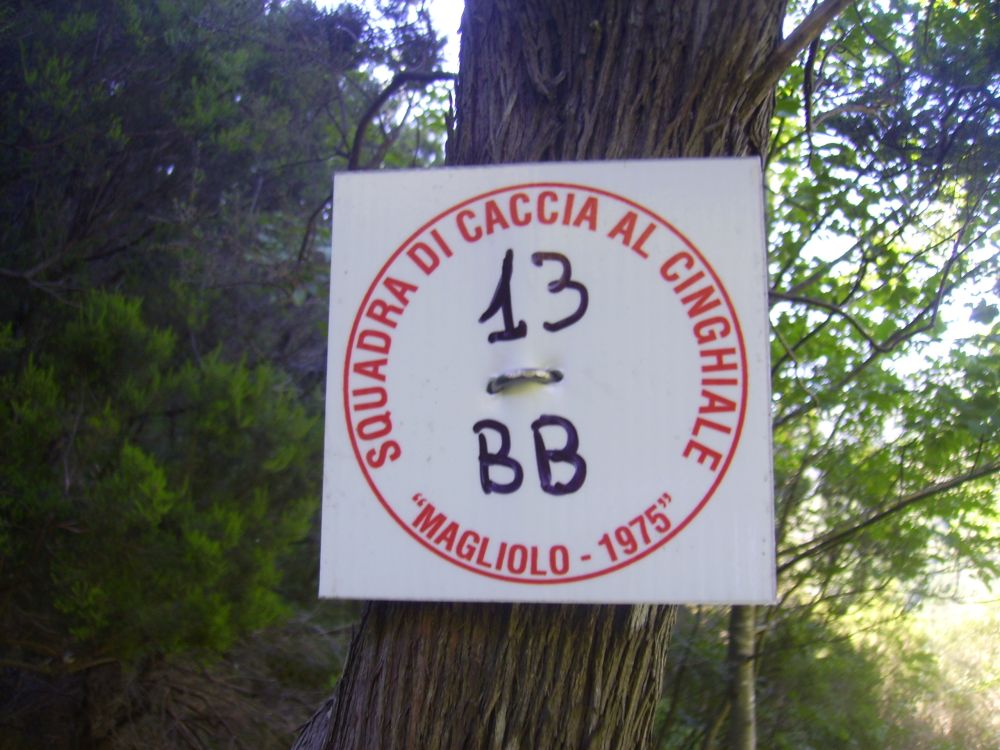 SQUADRA DI CACCIA AL CINGHIALE
13
BB
"MAGLIOLO - 1975"